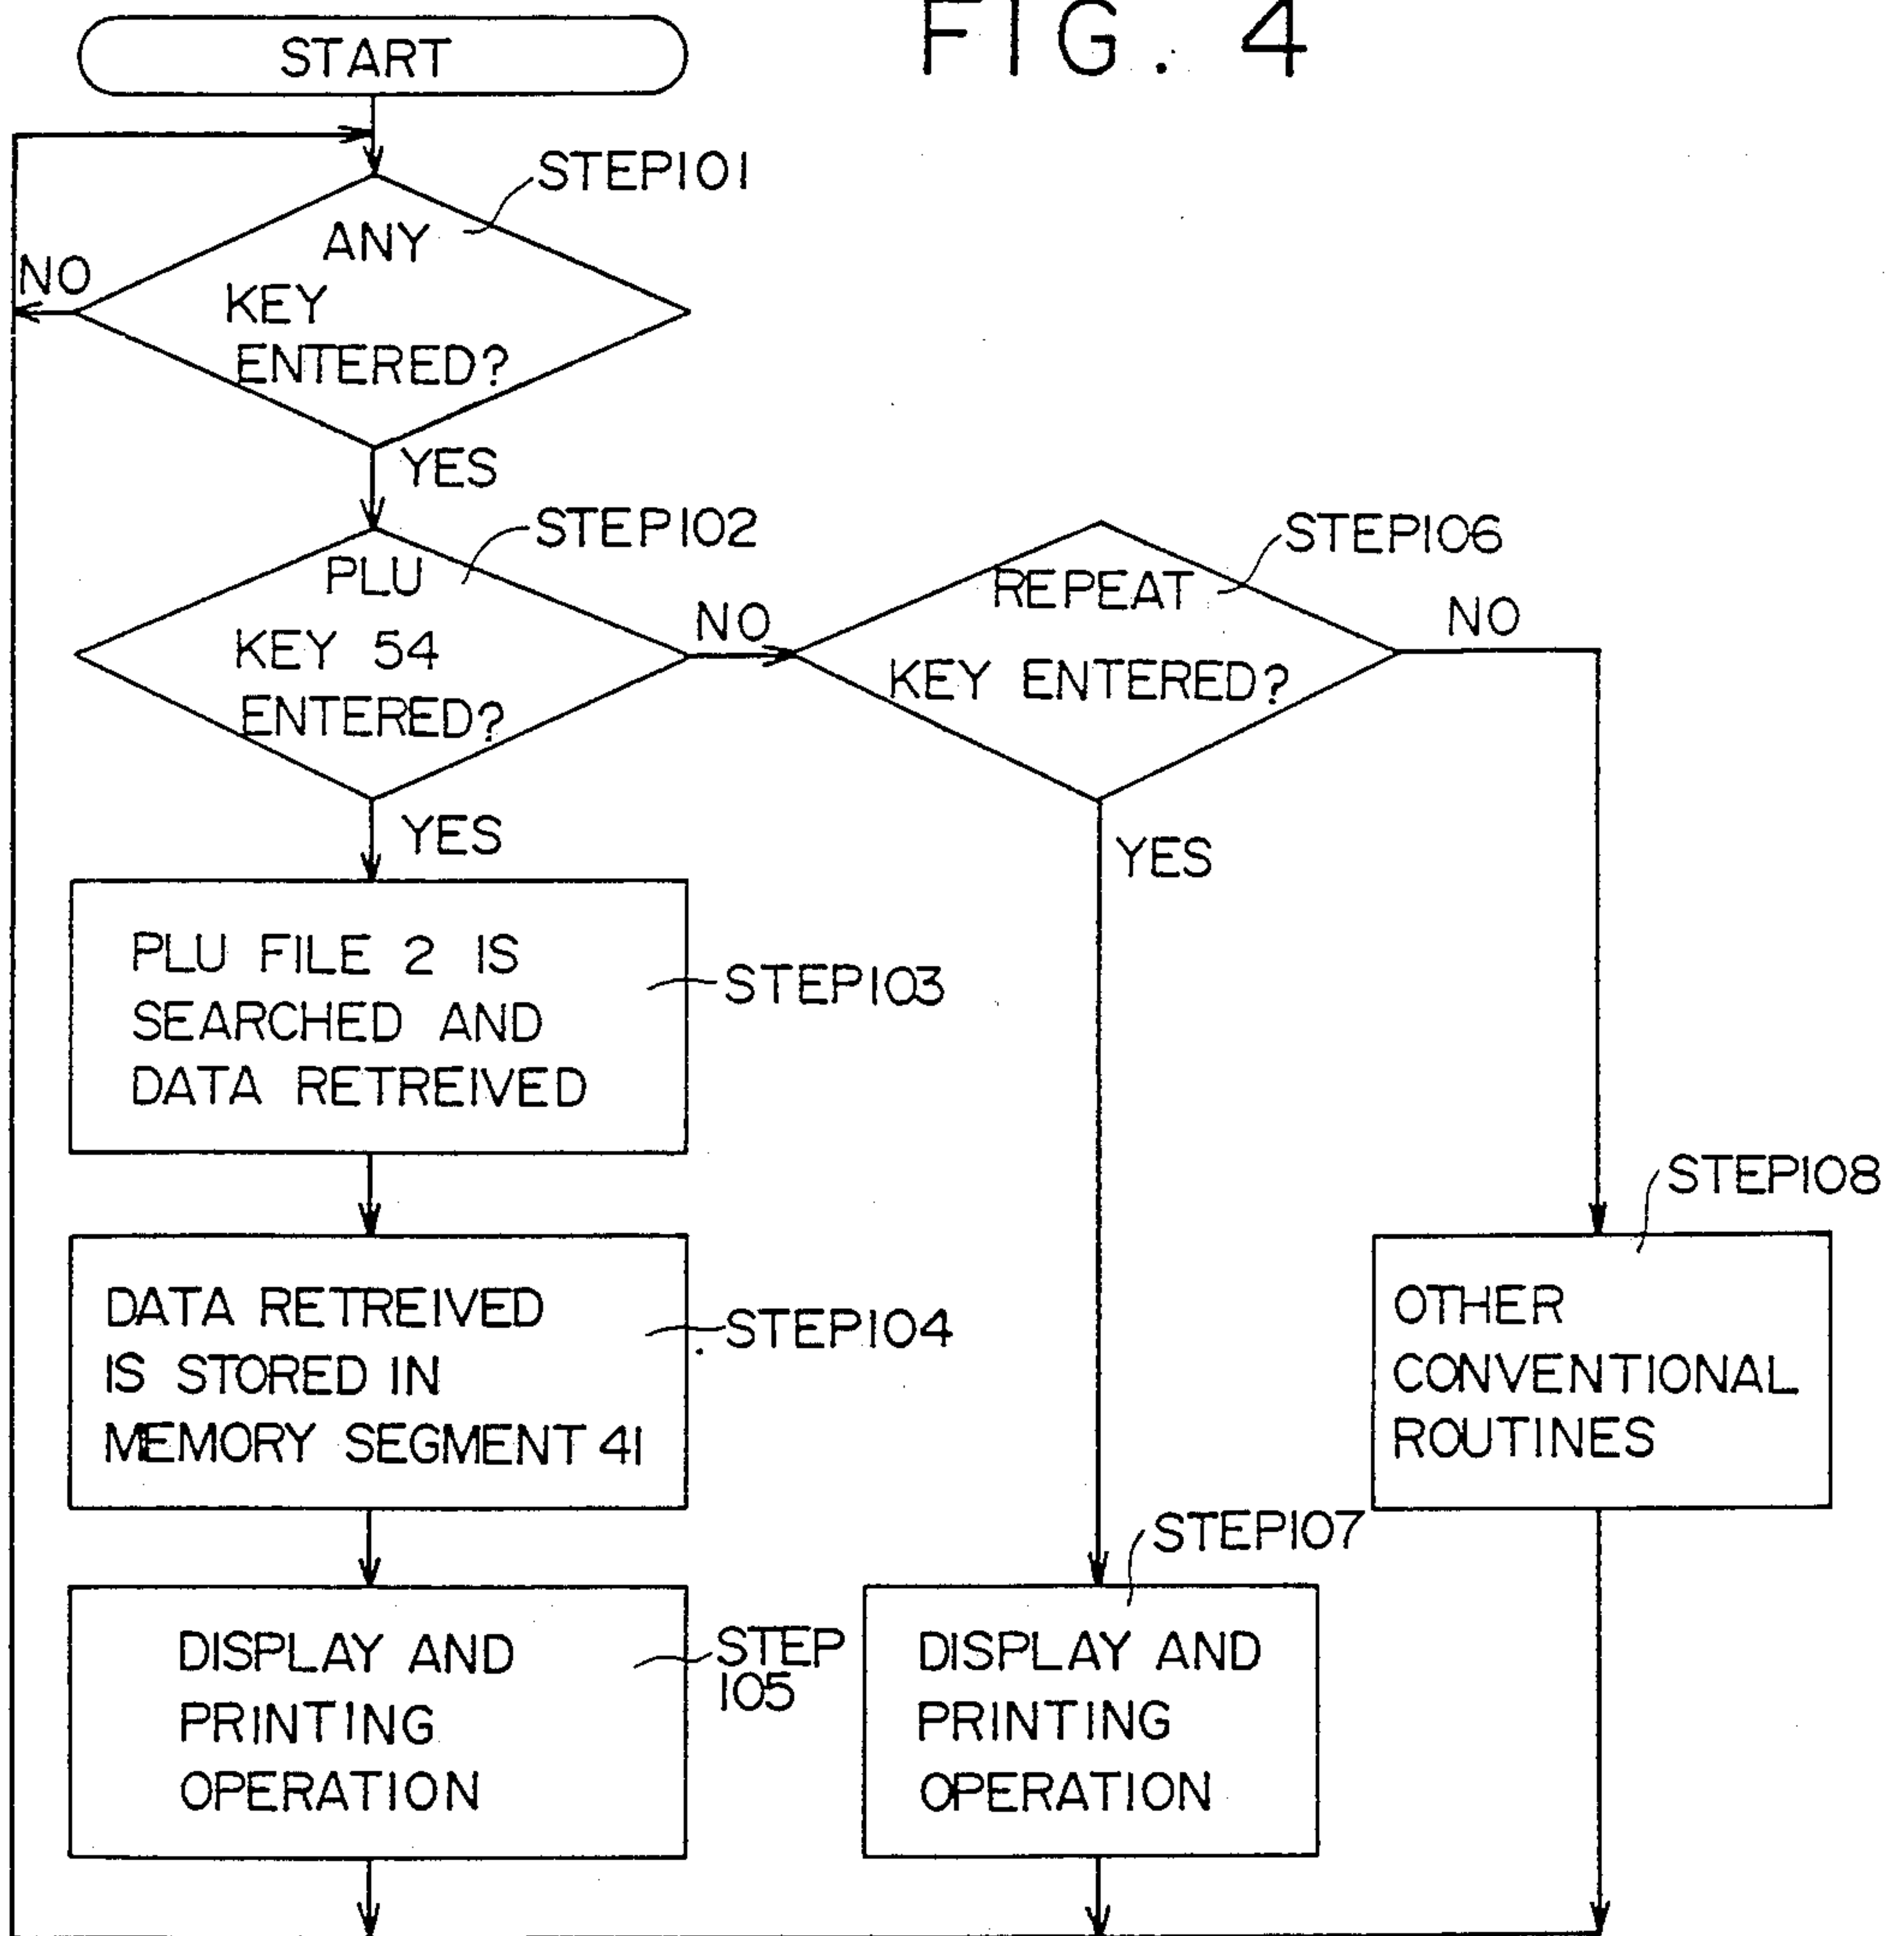 FIG. 4
START
STEP101
ANY
KEY
ENTERED?
NO
YES
STEP102
PLU
KEY 54
ENTERED?
NO
YES
STEP106
REPEAT
KEY ENTERED?
NO
YES
PLU FILE 2 IS
SEARCHED AND
DATA RETREIVED
STEP103
DATA RETREIVED
IS STORED IN
MEMORY SEGMENT 41
STEP104
STEP108
OTHER
CONVENTIONAL
ROUTINES
DISPLAY AND
PRINTING
OPERATION
STEP
105
STEP107
DISPLAY AND
PRINTING
OPERATION